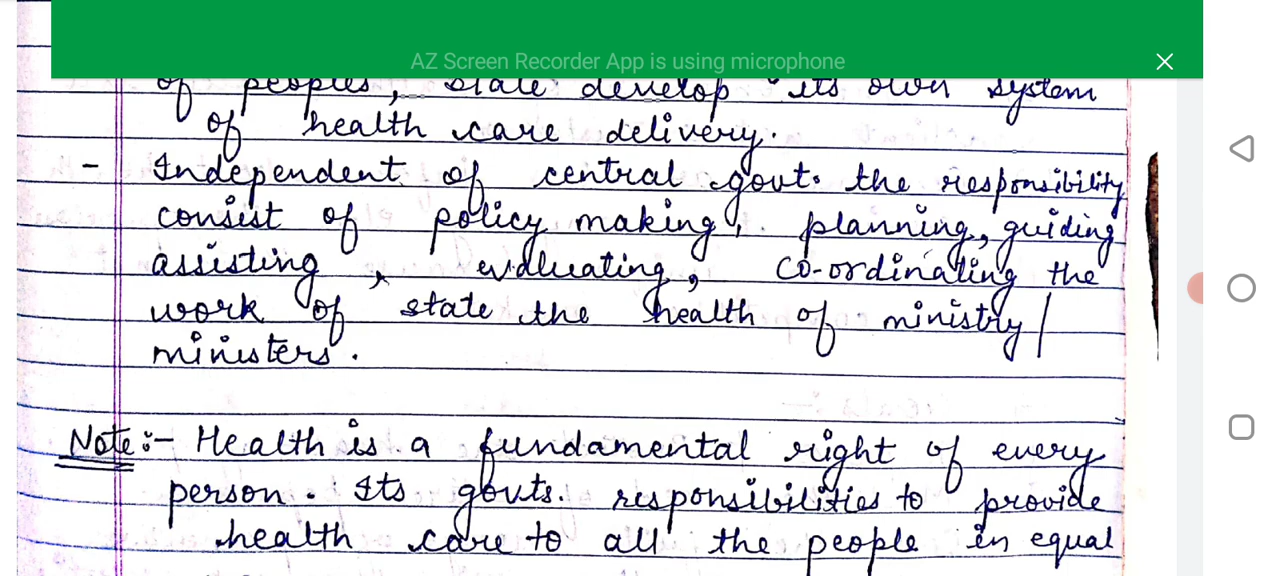 AZ Screen Recorder App is using microphone
of peoples, state develop its own system
of health care delivery.
- Independent of central govt. the responsibility
consist of policy making, planning, guiding
assisting, evaluating, co-ordinating the
work of state the health of ministry/
ministers.
Note:- Health is a fundamental right of every
person. Its govts. responsibilities to provide
health care to all the people in equal